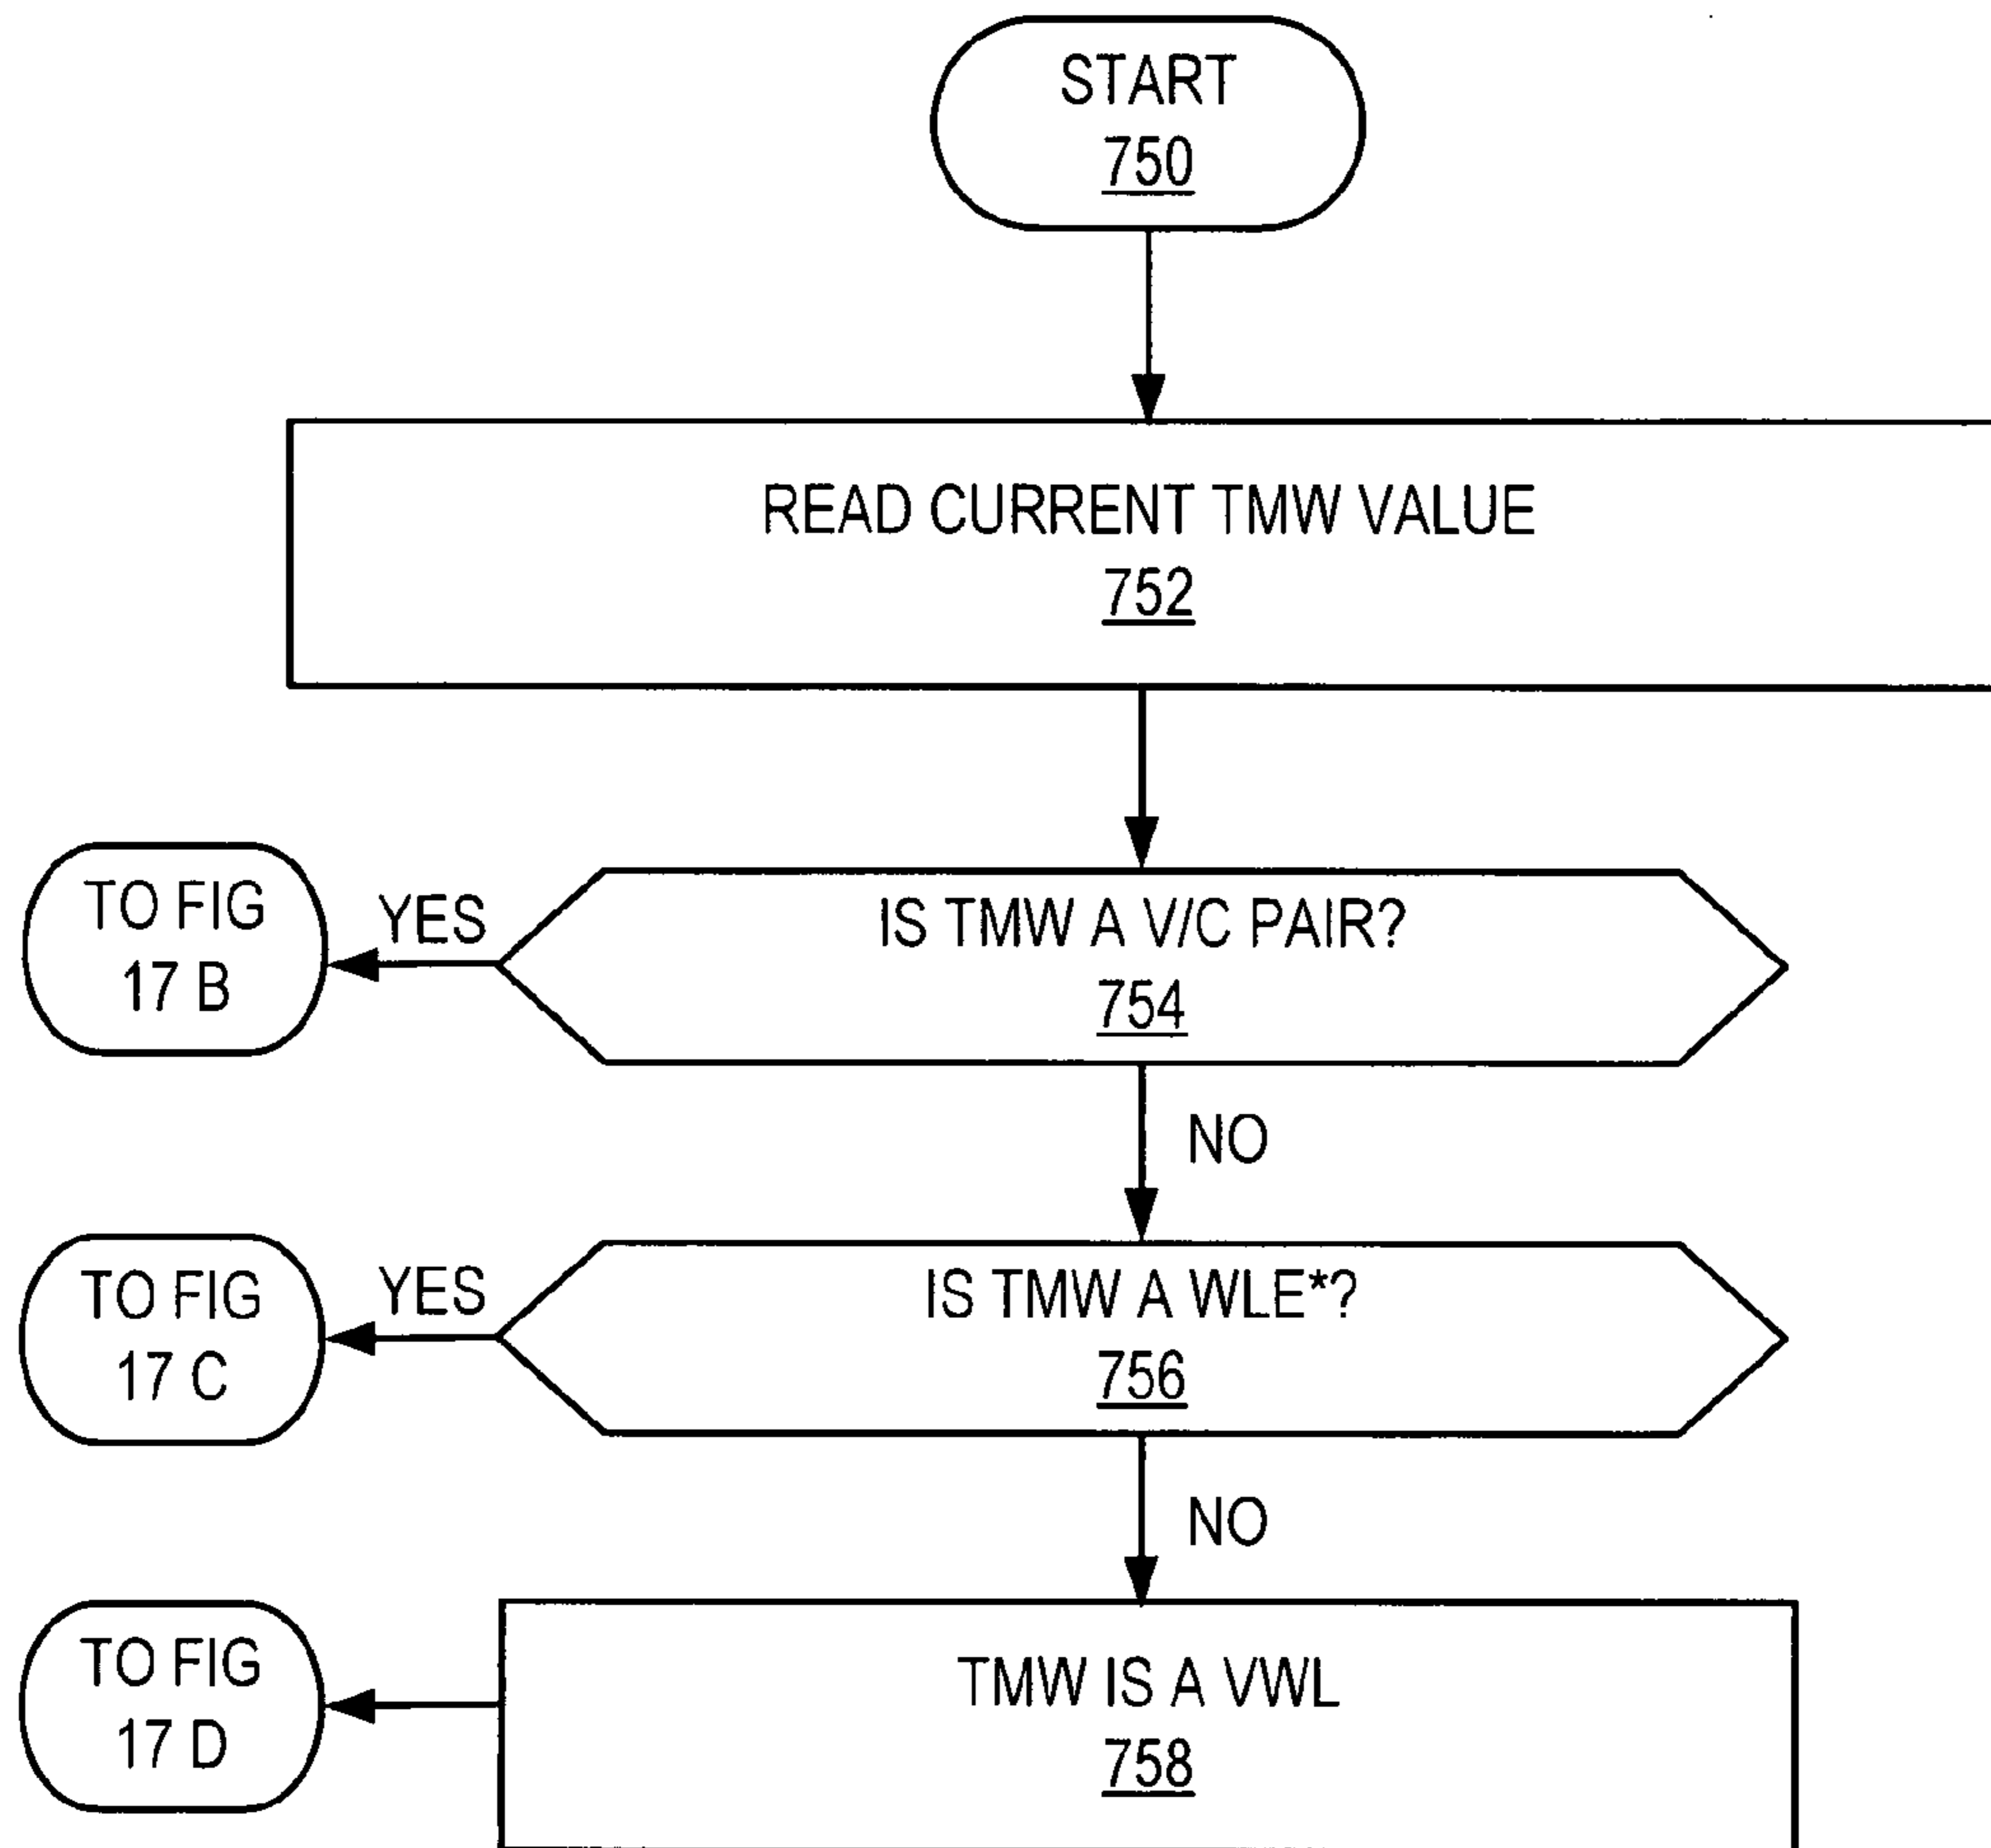 START
750
READ CURRENT TMW VALUE
752
TO FIG
17 B
YES
IS TMW A V/C PAIR?
754
NO
TO FIG
17 C
YES
IS TMW A WLE*?
756
NO
TO FIG
17 D
TMW IS A VWL
758